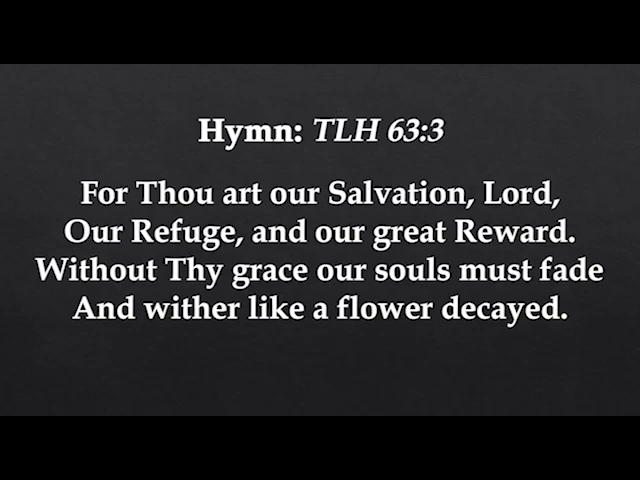 Hymn: TLH 63:3
For Thou art our Salvation, Lord,
Our Refuge, and our great Reward.
Without Thy grace our souls must fade
And wither like a flower decayed.